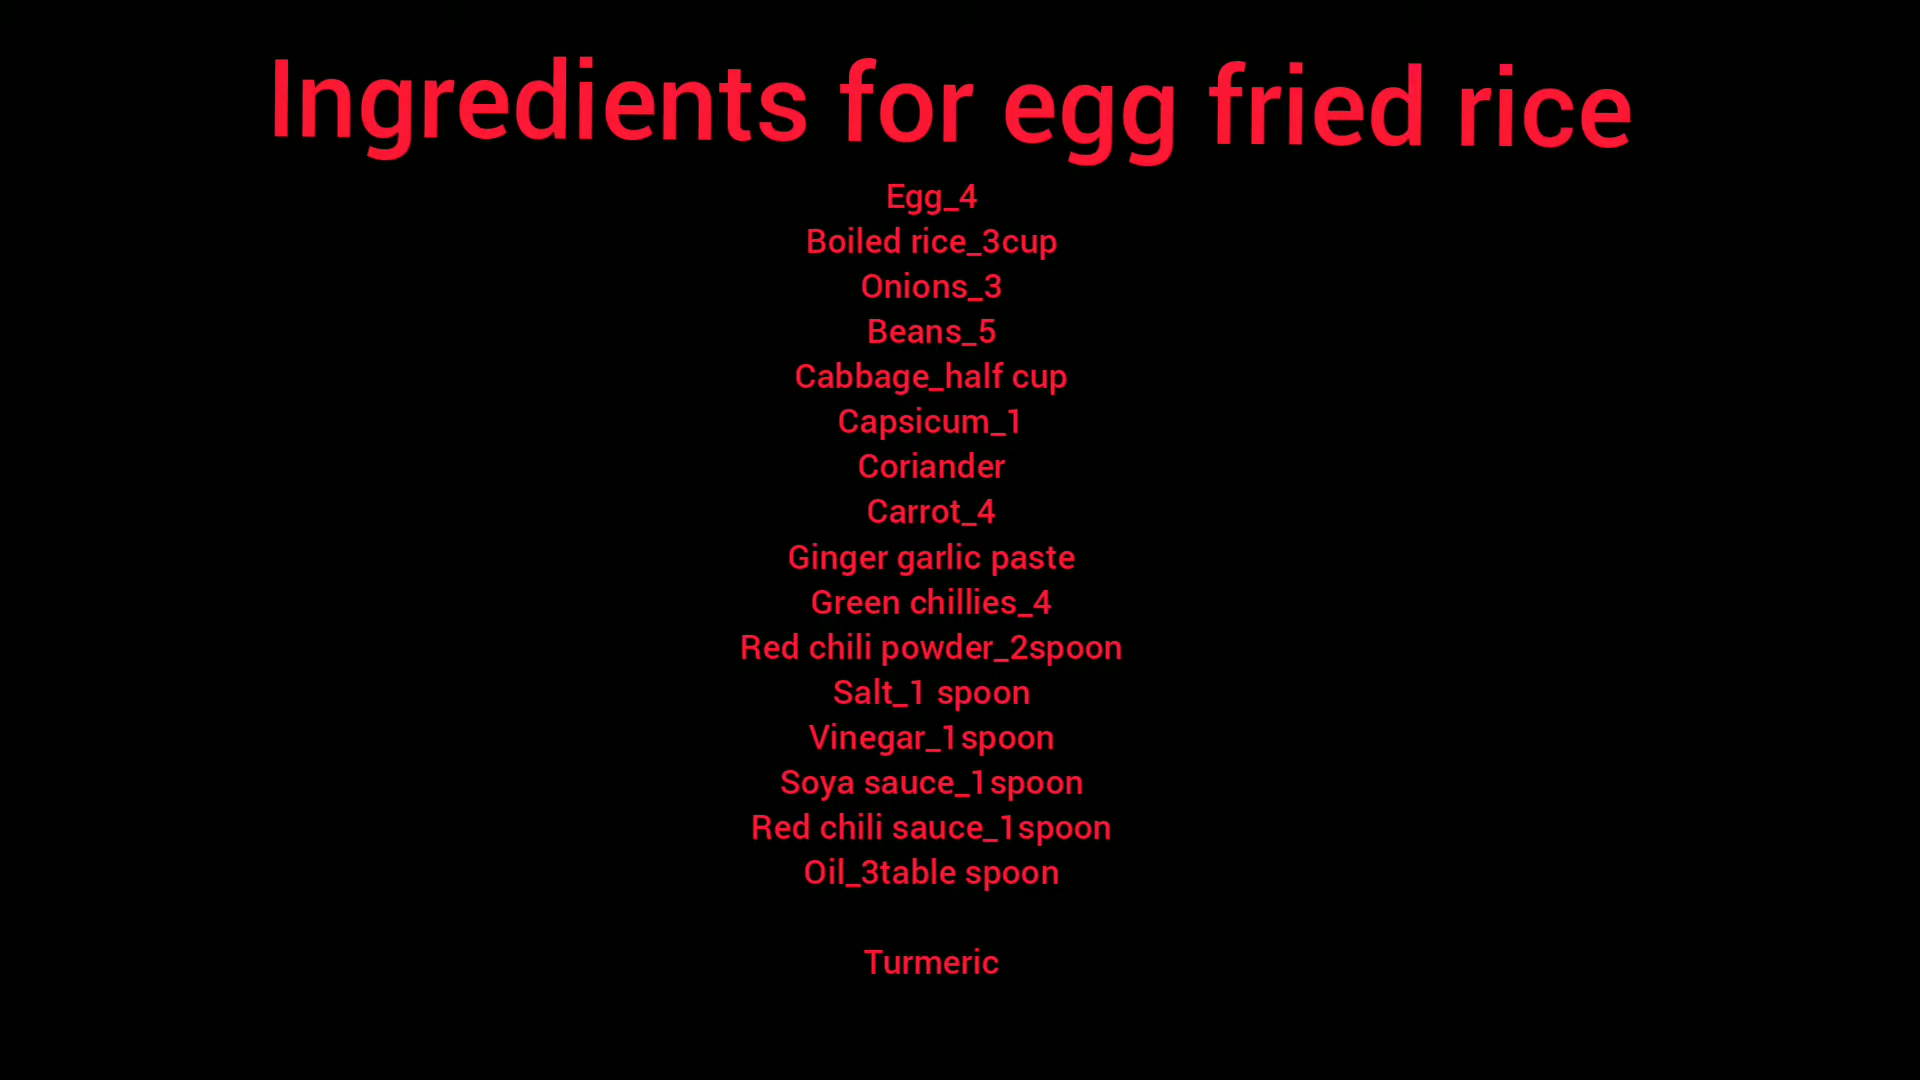 Ingredients for egg fried rice
Egg_4
Boiled rice_3cup
Onions_3
Beans_5
Cabbage_half cup
Capsicum_1
Coriander
Carrot_4
Ginger garlic paste
Green chillies_4
Red chili powder_2spoon
Salt_1 spoon
Vinegar_1spoon
Soya sauce_1spoon
Red chili sauce_1spoon
Oil_3table spoon
Turmeric